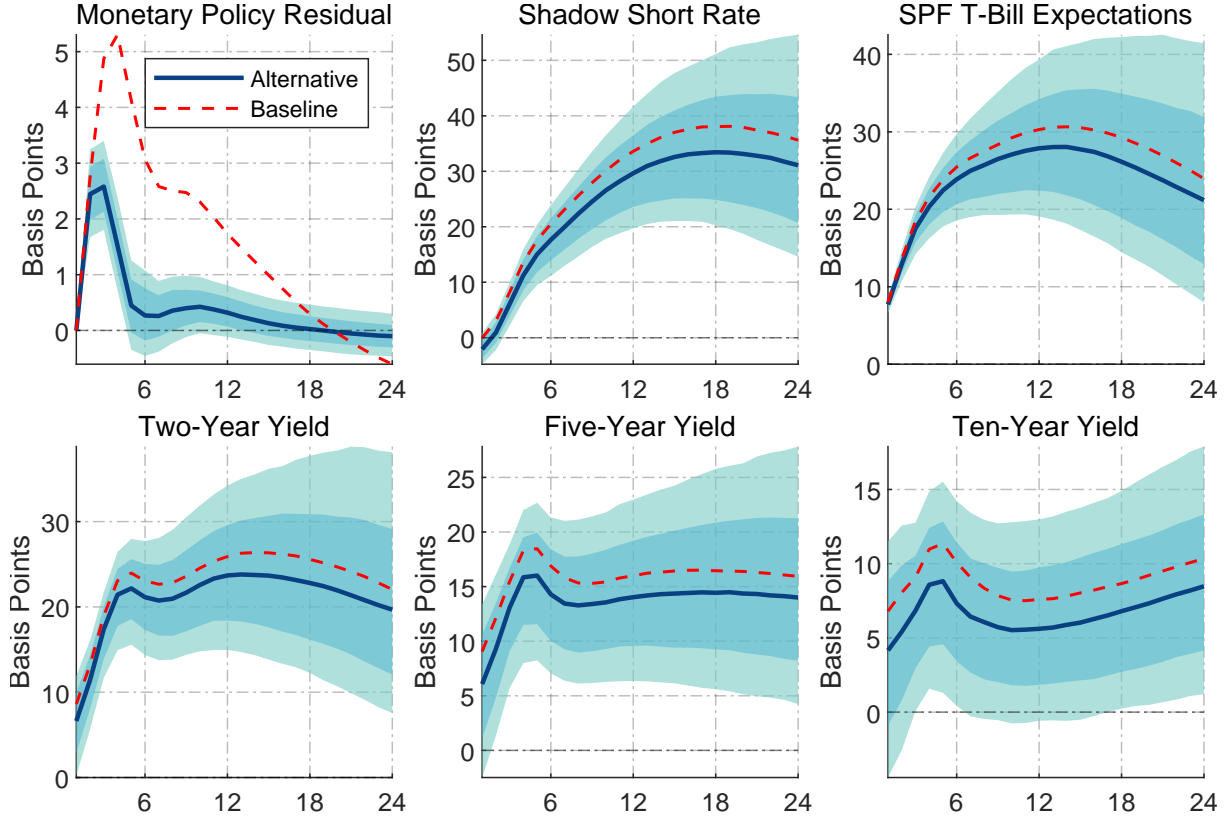 Monetary Policy Residual
Basis Points
5
4
3
2
1
0
6 12 18 24
Alternative
Baseline
Shadow Short Rate
Basis Points
50
40
30
20
10
0
6 12 18 24
SPF T-Bill Expectations
Basis Points
40
30
20
10
0
6 12 18 24
Two-Year Yield
Basis Points
30
20
10
0
6 12 18 24
Five-Year Yield
Basis Points
25
20
15
10
5
0
6 12 18 24
Ten-Year Yield
Basis Points
15
10
5
0
6 12 18 24